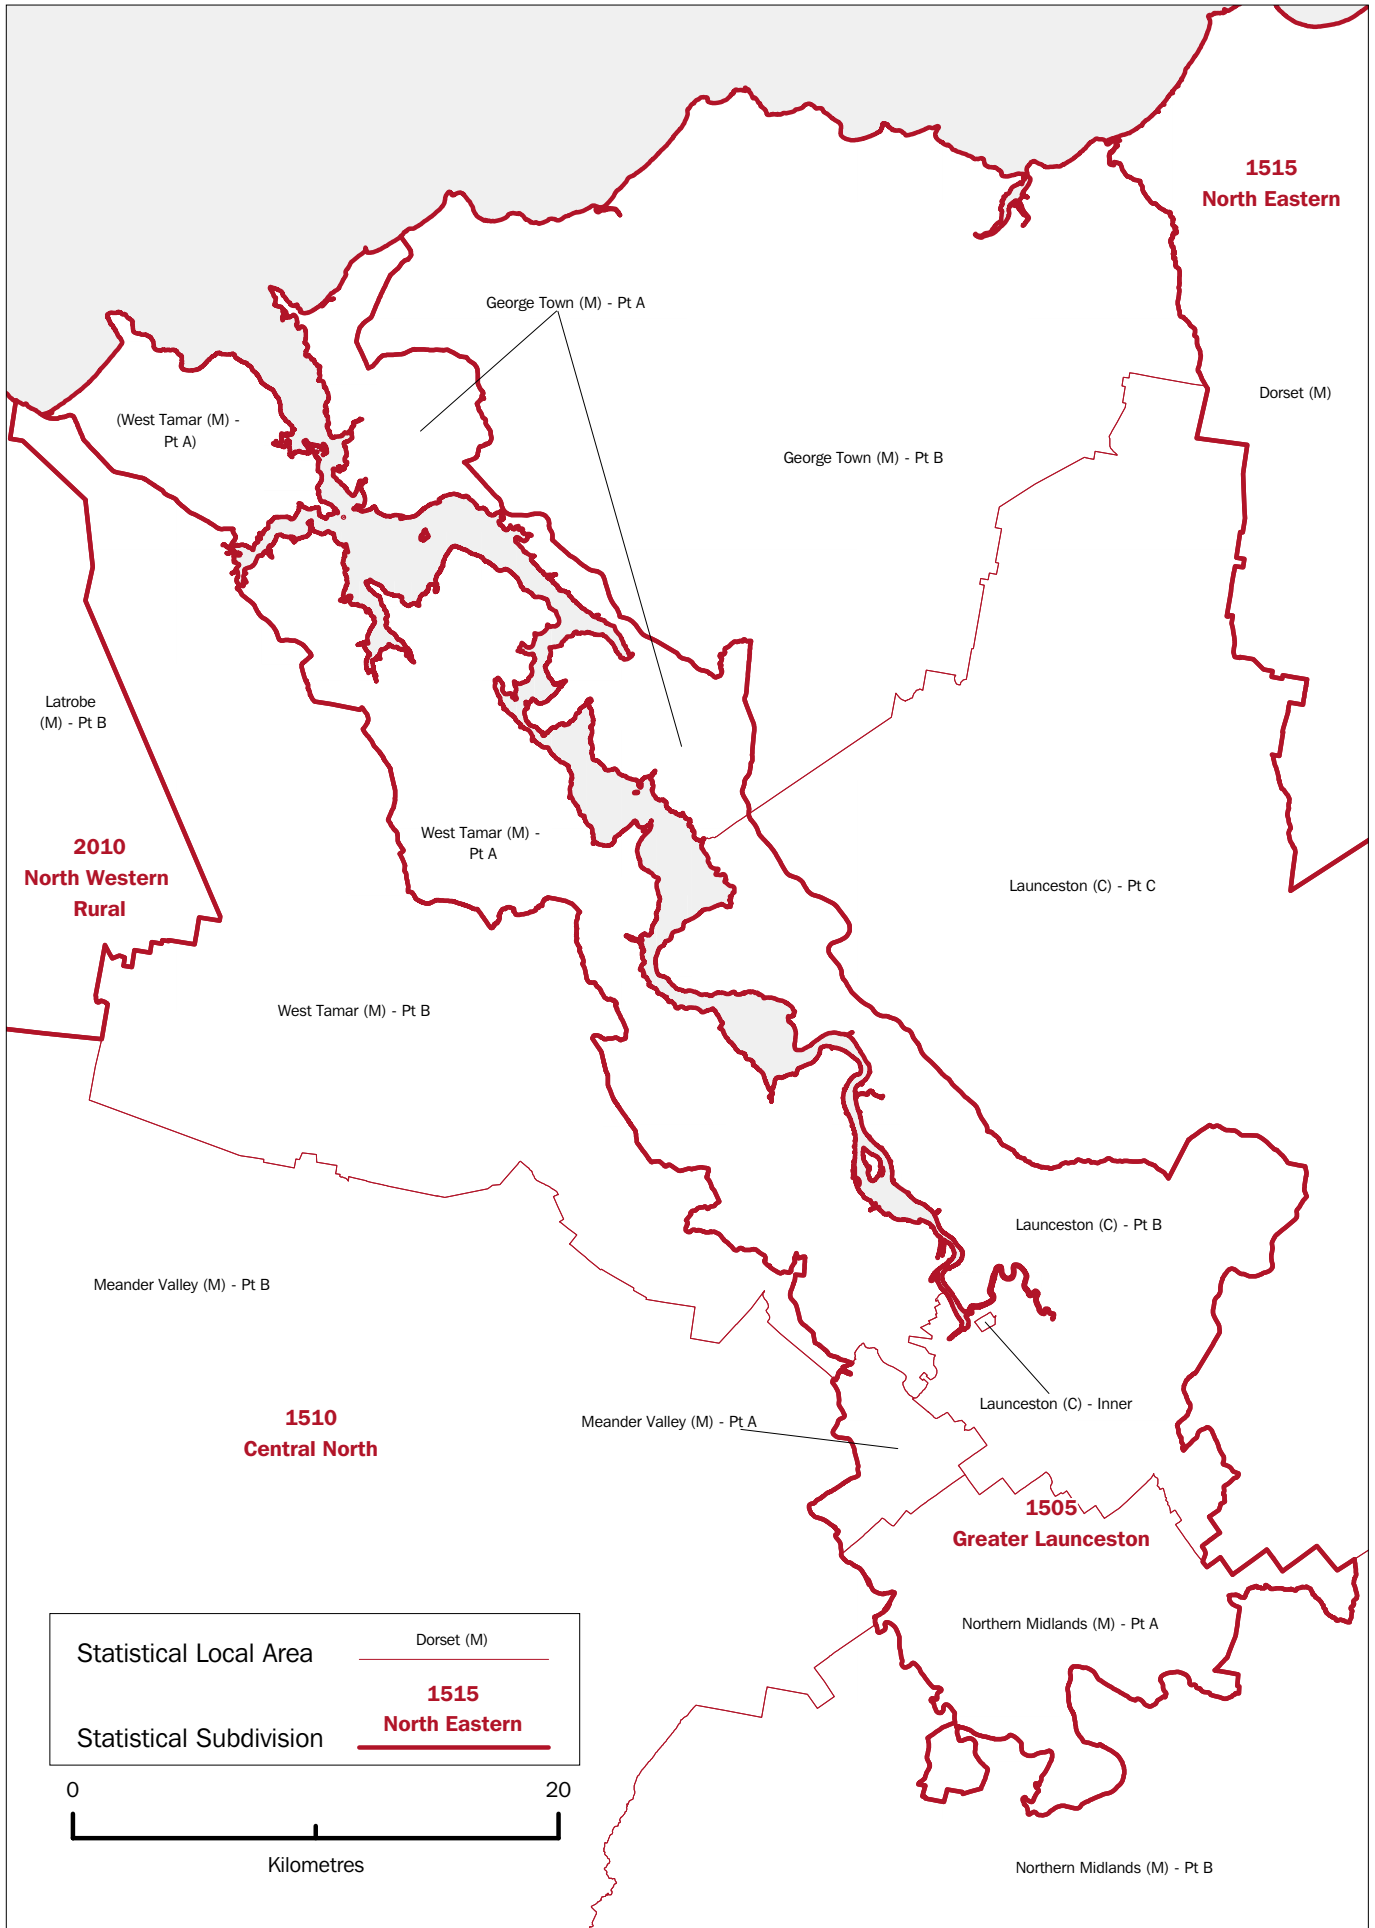 1515
North Eastern
George Town (M) - Pt A
Dorset (M)
(West Tamar (M) -
Pt A)
George Town (M) - Pt B
Latrobe
(M) - Pt B
West Tamar (M) -
Pt A
2010
North Western
Rural
Launceston (C) - Pt C
West Tamar (M) - Pt B
Launceston (C) - Pt B
Meander Valley (M) - Pt B
Launceston (C) - Inner
1510
Central North
Meander Valley (M) - Pt A
1505
Greater Launceston
Northern Midlands (M) - Pt A
Statistical Local Area
Dorset (M)
1515
North Eastern
Statistical Subdivision
0 20
Kilometres
Northern Midlands (M) - Pt B